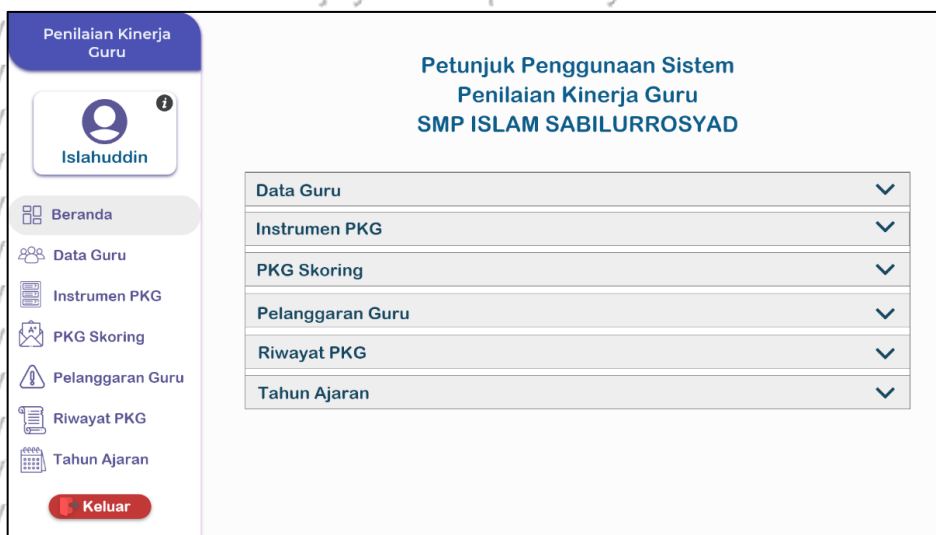 Penilaian Kinerja
Guru
i
Islahuddin
Beranda
Data Guru
Instrumen PKG
A+
PKG Skoring
Pelanggaran Guru
Riwayat PKG
Tahun Ajaran
Keluar
Petunjuk Penggunaan Sistem
Penilaian Kinerja Guru
SMP ISLAM SABILURROSYAD
Data Guru
Instrumen PKG
PKG Skoring
Pelanggaran Guru
Riwayat PKG
Tahun Ajaran